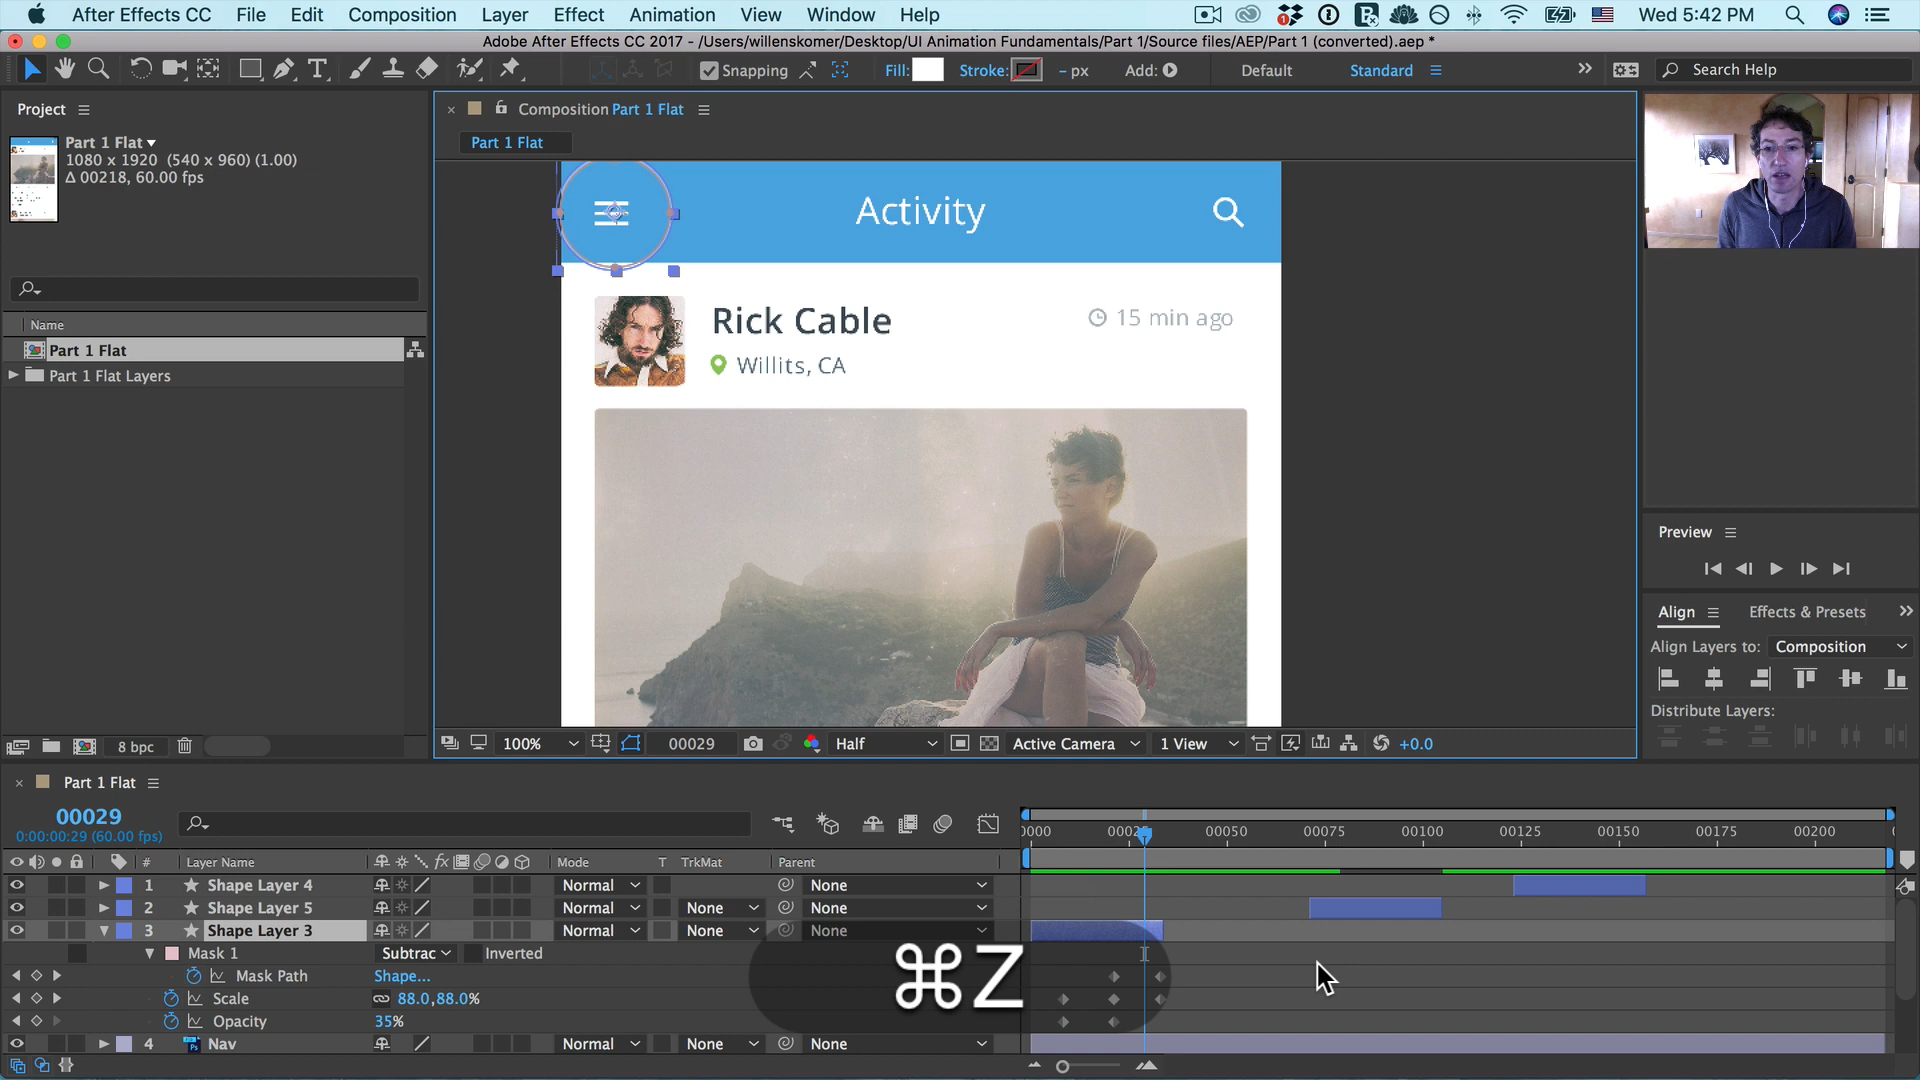 After Effects CC File Edit Composition Layer Effect Animation View Window Help Wed 5:42 PM
Adobe After Effects CC 2017 - /Users/willenskomer/Desktop/UI Animation Fundamentals/Part 1/Source files/AEP/Part 1 (converted).aep *
Snapping Fill: Stroke: - px Add: Default Standard Search Help
Project
Composition Part 1 Flat
Part 1 Flat
Part 1 Flat
1080 x 1920 (540 x 960) (1.00)
Δ 00218, 60.00 fps
Name
Part 1 Flat
Part 1 Flat Layers
Activity
Rick Cable
15 min ago
Willits, CA
Preview
Align Effects & Presets
Align Layers to: Composition
Distribute Layers:
8 bpc
100% 00029 Half Active Camera 1 View +0.0
Part 1 Flat
00029
0:00:00:29 (60.00 fps)
0000 00025 00050 00075 00100 00125 00150 00175 00200
# Layer Name fx Mode T TrkMat Parent
1 Shape Layer 4 Normal None
2 Shape Layer 5 Normal None None
3 Shape Layer 3 Normal None None
Mask 1 Subtrac Inverted
Mask Path Shape...
Scale 88.0,88.0%
Opacity 35%
4 Nav Normal None None
⌘Z